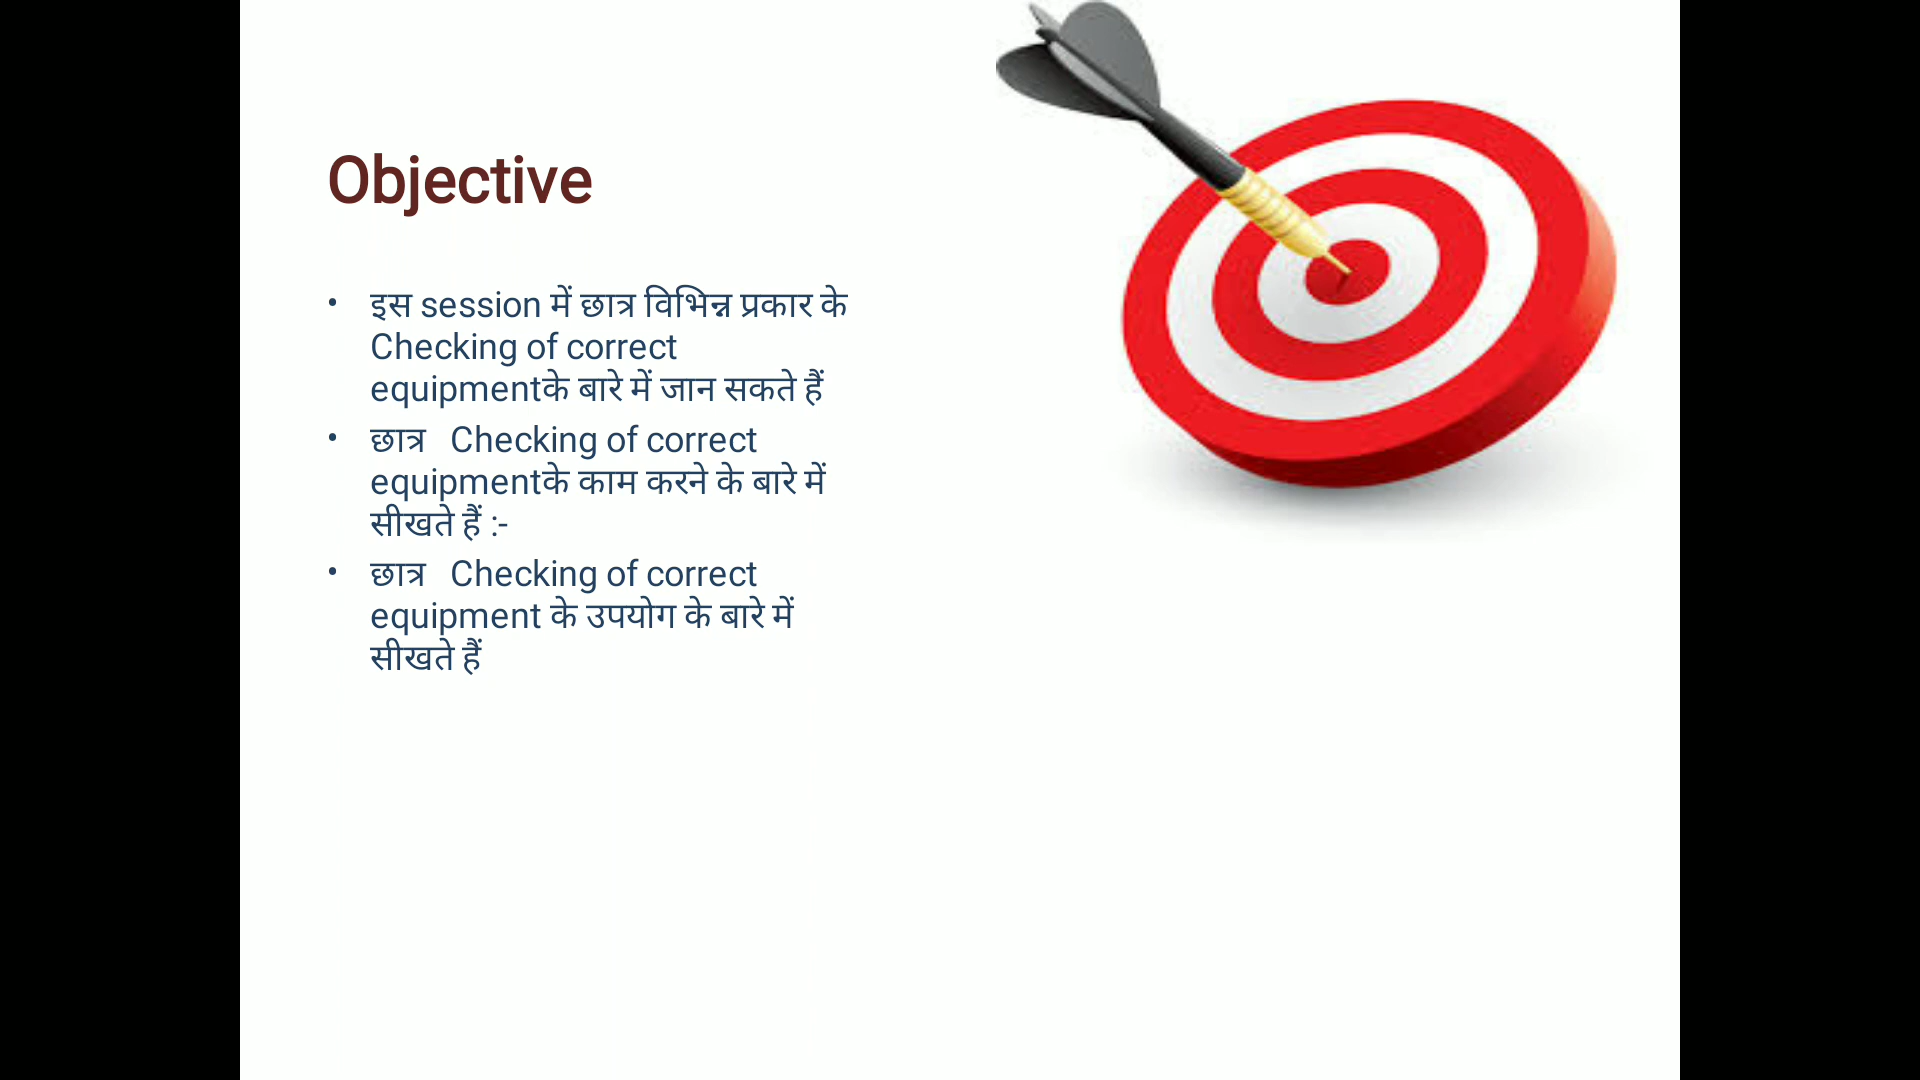 Objective
• इस session में छात्र विभिन्न प्रकार के
Checking of correct
equipmentके बारे में जान सकते हैं
• छात्र   Checking of correct
equipmentके काम करने के बारे में
सीखते हैं :-
• छात्र   Checking of correct
equipment के उपयोग के बारे में
सीखते हैं